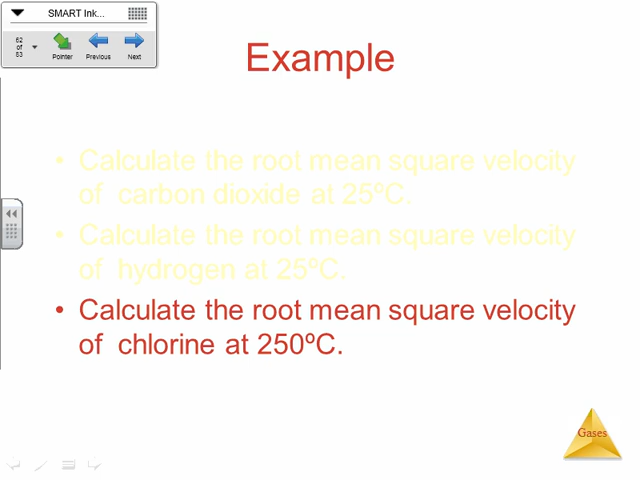 SMART Ink...
62
of
83
Pointer
Previous
Next
Example
• Calculate the root mean square velocity
of carbon dioxide at 25ºC.
• Calculate the root mean square velocity
of hydrogen at 25ºC.
• Calculate the root mean square velocity
of chlorine at 250ºC.
Gases